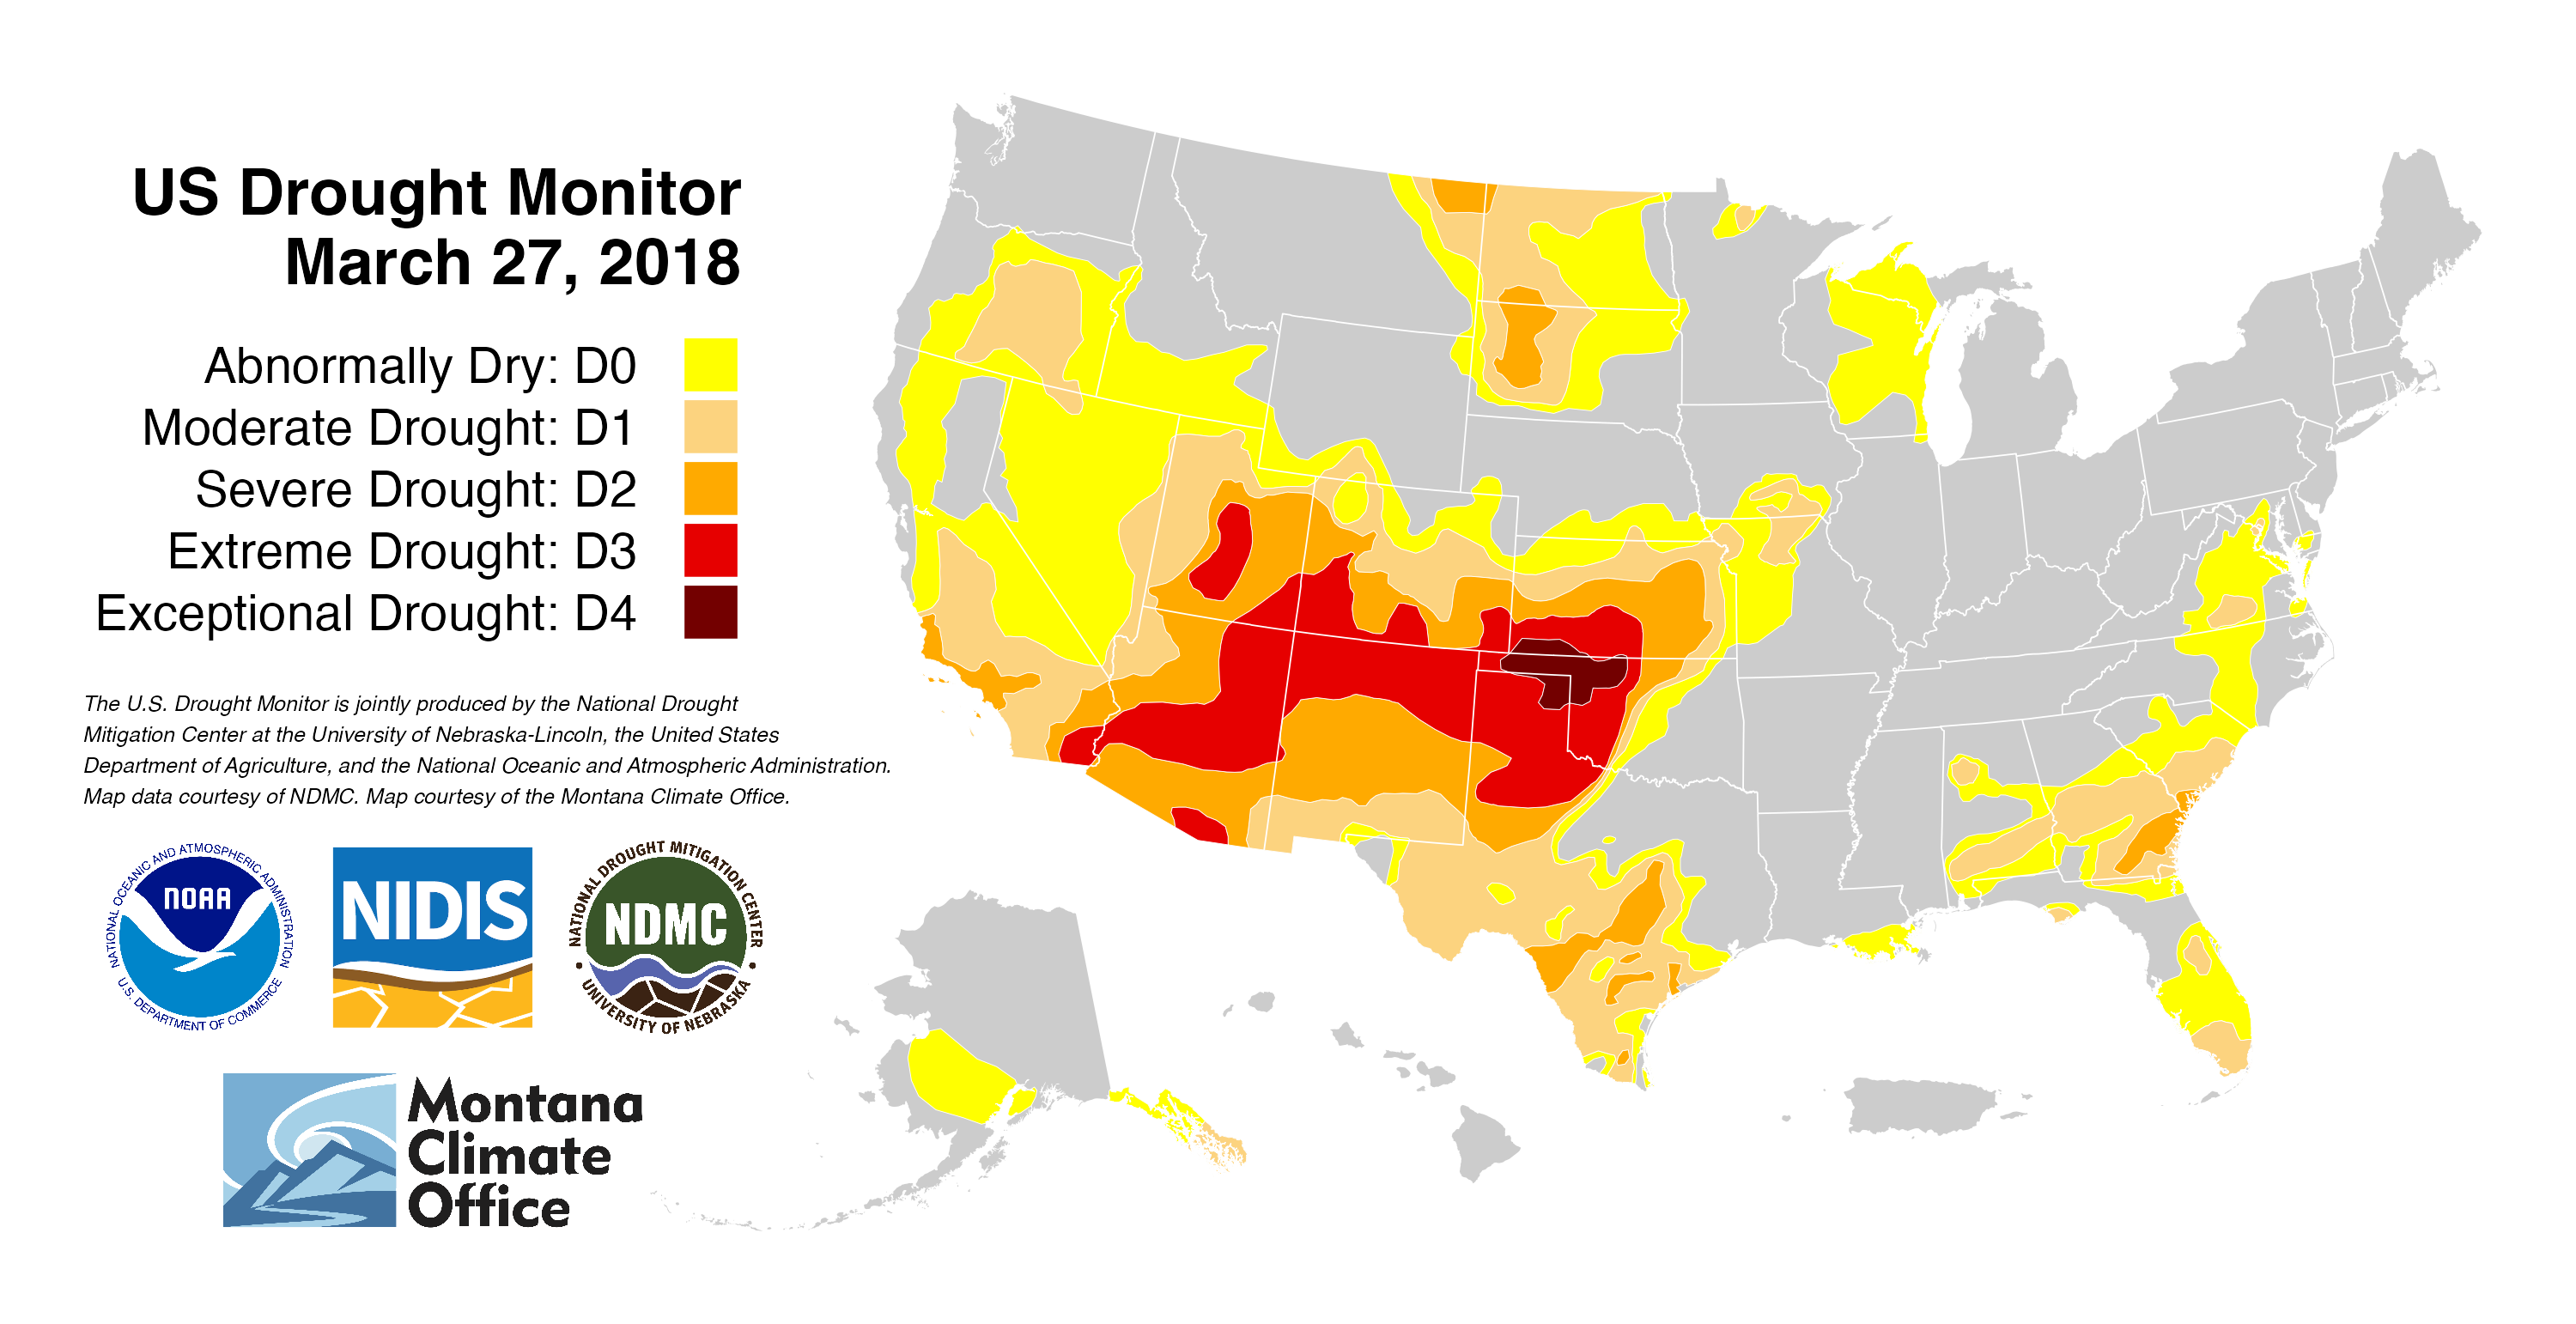 US Drought Monitor
March 27, 2018
Abnormally Dry: D0
Moderate Drought: D1
Severe Drought: D2
Extreme Drought: D3
Exceptional Drought: D4
The U.S. Drought Monitor is jointly produced by the National Drought
Mitigation Center at the University of Nebraska-Lincoln, the United States
Department of Agriculture, and the National Oceanic and Atmospheric Administration.
Map data courtesy of NDMC. Map courtesy of the Montana Climate Office.
NATIONAL OCEANIC AND ATMOSPHERIC ADMINISTRATION
NOAA
U.S. DEPARTMENT OF COMMERCE
NIDIS
NATIONAL DROUGHT MITIGATION CENTER
NDMC
• UNIVERSITY OF NEBRASKA •
Montana
Climate
Office